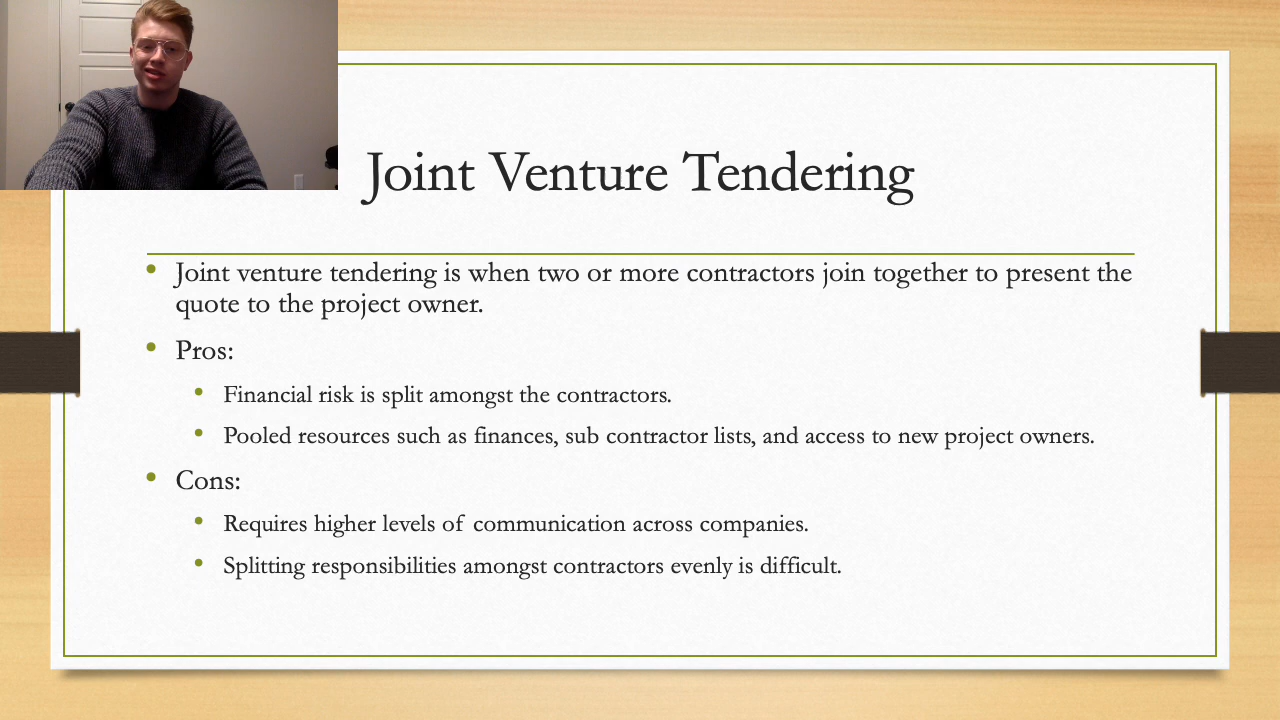 Joint Venture Tendering
Joint venture tendering is when two or more contractors join together to present the
quote to the project owner.
Pros:
Financial risk is split amongst the contractors.
Pooled resources such as finances, sub contractor lists, and access to new project owners.
Cons:
Requires higher levels of communication across companies.
Splitting responsibilities amongst contractors evenly is difficult.